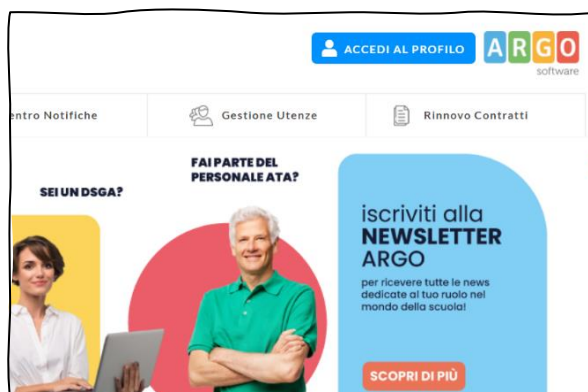 ACCEDI AL PROFILO
ARGO
software
entro Notifiche
Gestione Utenze
Rinnovo Contratti
SEI UN DSGA?
FAI PARTE DEL
PERSONALE ATA?
iscriviti alla
NEWSLETTER
ARGO
per ricevere tutte le news
dedicate al tuo ruolo nel
mondo della scuola!
SCOPRI DI PIÙ